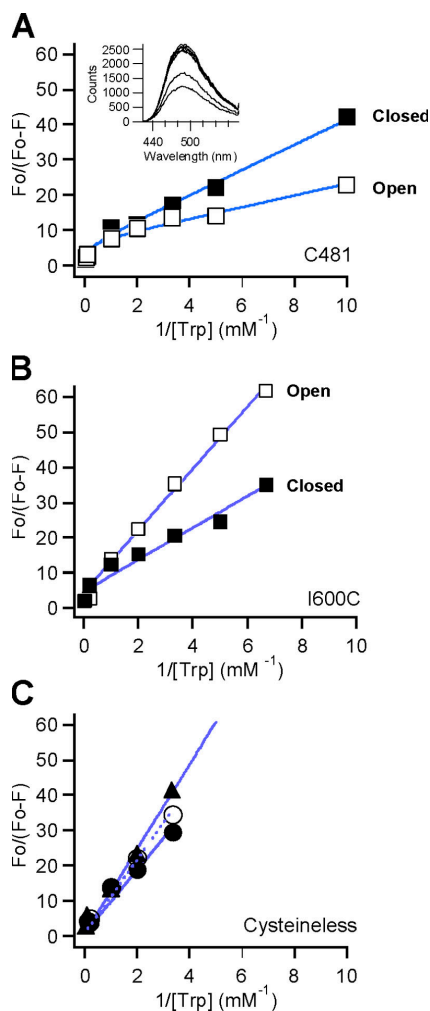 A
Fo/(Fo-F)
60
50
40
30
20
10
0
Counts
2500
2000
1500
1000
500
0
440
500
Wavelength (nm)
Closed
Open
C481
0
2
4
6
8
10
1/[Trp] (mM⁻¹)
B
Fo/(Fo-F)
60
50
40
30
20
10
0
Open
Closed
I600C
0
2
4
6
8
10
1/[Trp] (mM⁻¹)
C
Fo/(Fo-F)
60
50
40
30
20
10
0
Cysteineless
0
2
4
6
8
10
1/[Trp] (mM⁻¹)